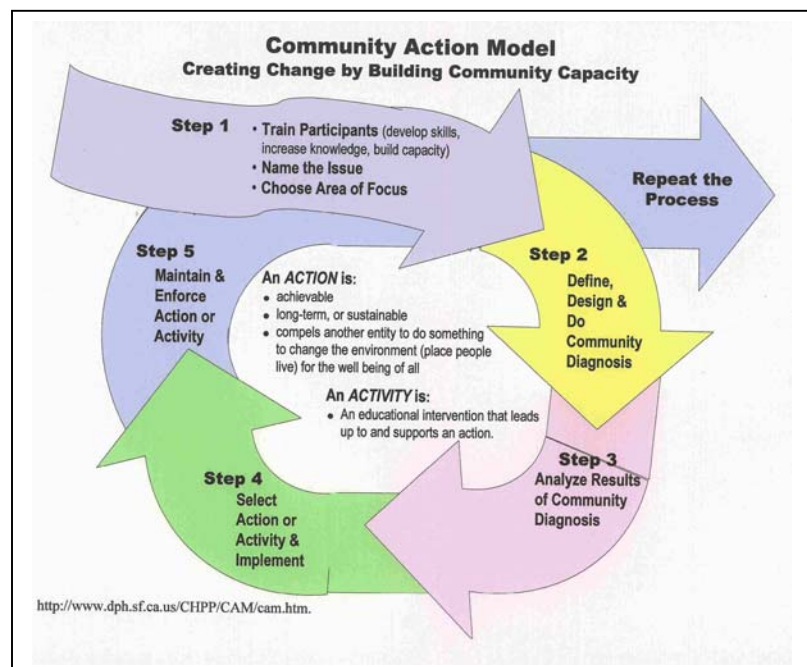 Community Action Model
Creating Change by Building Community Capacity
Step 1
• Train Participants (develop skills,
increase knowledge, build capacity)
• Name the Issue
• Choose Area of Focus
Repeat the
Process
Step 2
Define,
Design &
Do
Community
Diagnosis
Step 3
Analyze Results
of Community
Diagnosis
Step 4
Select
Action or
Activity &
Implement
Step 5
Maintain &
Enforce
Action or
Activity
An ACTION is:
• achievable
• long-term, or sustainable
• compels another entity to do something
to change the environment (place people
live) for the well being of all
An ACTIVITY is:
• An educational intervention that leads
up to and supports an action.
http://www.dph.sf.ca.us/CHPP/CAM/cam.htm.